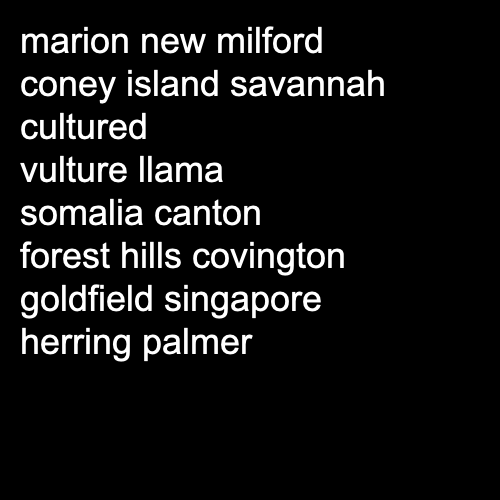 marion new milford
coney island savannah
cultured
vulture llama
somalia canton
forest hills covington
goldfield singapore
herring palmer